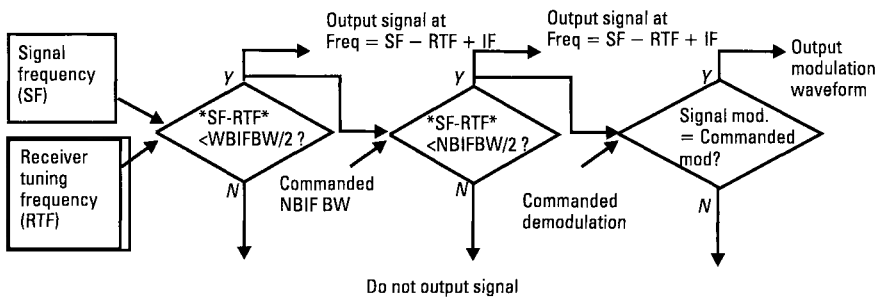 Signal
frequency
(SF)
Receiver
tuning
frequency
(RTF)
Output signal at
Freq = SF – RTF + IF
Y
*SF-RTF*
<WBIFBW/2 ?
N
Commanded
NBIF BW
Output signal at
Freq = SF – RTF + IF
Y
*SF-RTF*
<NBIFBW/2 ?
N
Commanded
demodulation
Y
Signal mod.
= Commanded
mod?
N
Output
modulation
waveform
Do not output signal